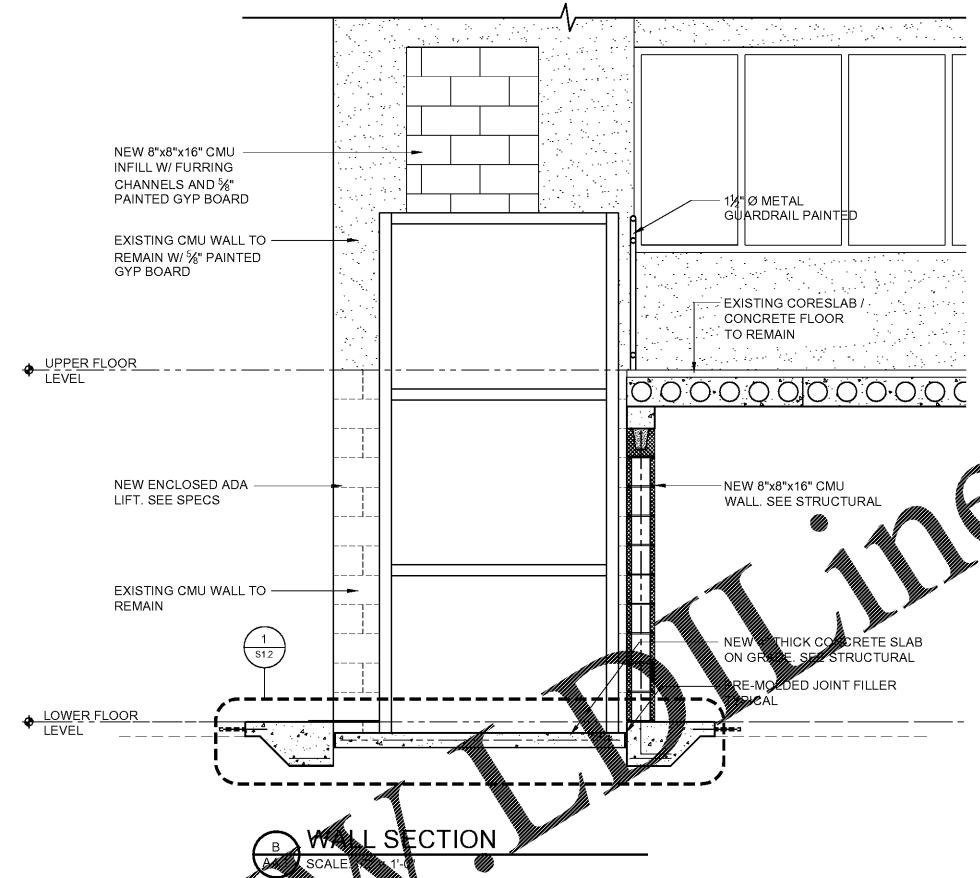 NEW 8"x8"x16" CMU
INFILL W/ FURRING
CHANNELS AND ⅝"
PAINTED GYP BOARD
1½" Ø METAL
GUARDRAIL PAINTED
EXISTING CMU WALL TO
REMAIN W/ ⅝" PAINTED
GYP BOARD
EXISTING CORESLAB /
CONCRETE FLOOR
TO REMAIN
UPPER FLOOR
LEVEL
NEW ENCLOSED ADA
LIFT. SEE SPECS
NEW 8"x8"x16" CMU
WALL. SEE STRUCTURAL
EXISTING CMU WALL TO
REMAIN
1
S1.2
NEW THICK CONCRETE SLAB
ON GRADE. SEE STRUCTURAL
PRE-MOLDED JOINT FILLER
TYPICAL
LOWER FLOOR
LEVEL
B
WALL SECTION
SCALE: 1'-0"
W.LDILine